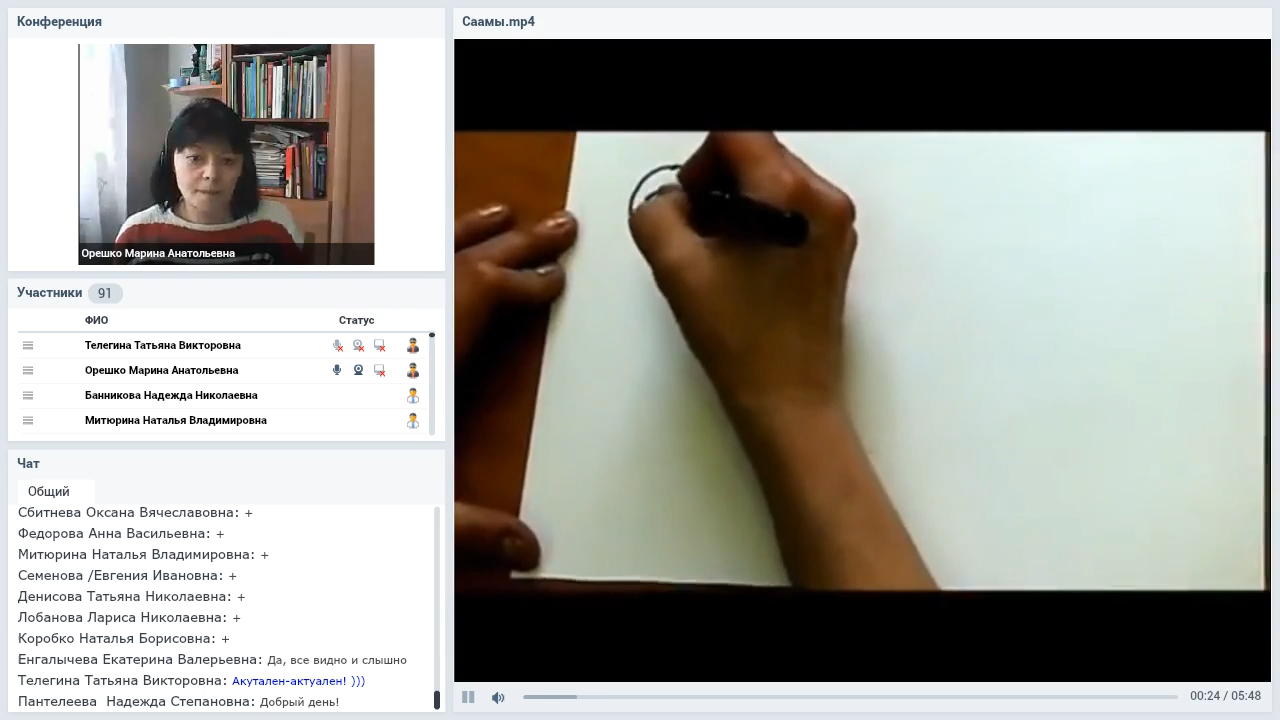 Конференция
Орешко Марина Анатольевна
Участники 91
ФИО Статус
Телегина Татьяна Викторовна
Орешко Марина Анатольевна
Банникова Надежда Николаевна
Митюрина Наталья Владимировна
Чат
Общий
Сбитнева Оксана Вячеславовна: +
Федорова Анна Васильевна: +
Митюрина Наталья Владимировна: +
Семенова /Евгения Ивановна: +
Денисова Татьяна Николаевна: +
Лобанова Лариса Николаевна: +
Коробко Наталья Борисовна: +
Енгалычева Екатерина Валерьевна: Да, все видно и слышно
Телегина Татьяна Викторовна: Акутален-актуален! )))
Пантелеева  Надежда Степановна: Добрый день!
Саамы.mp4
00:24 / 05:48